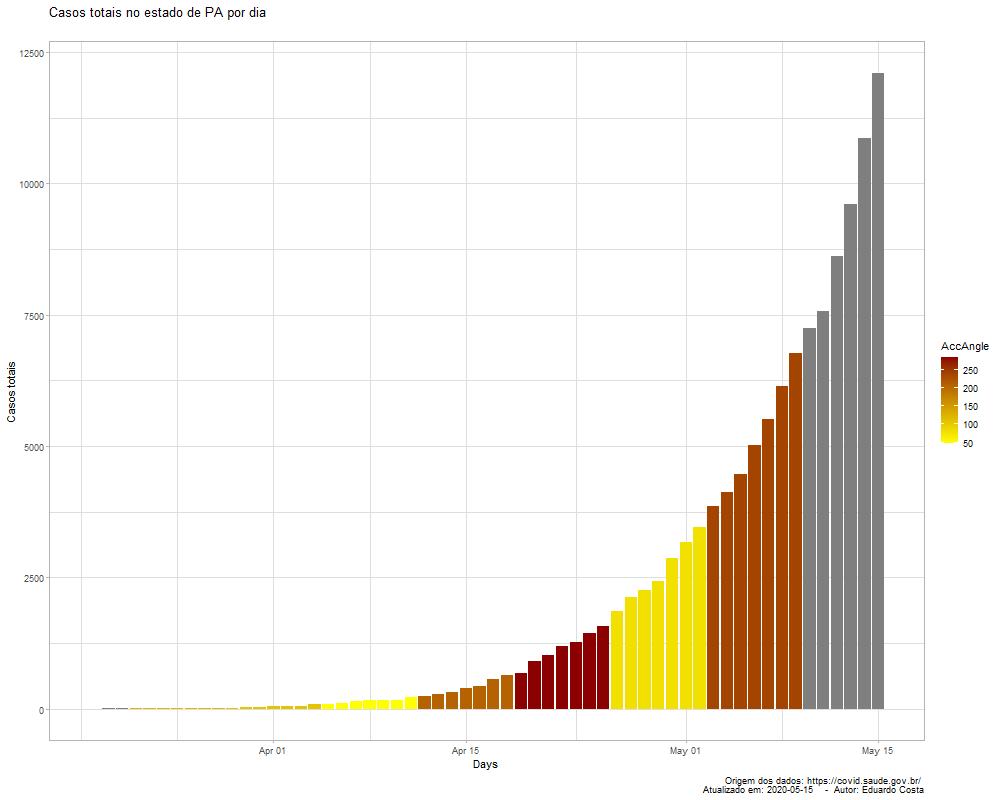 Casos totais no estado de PA por dia
12500
10000
7500
5000
2500
0
Casos totais
Apr 01
Apr 15
May 01
May 15
Days
AccAngle
250
200
150
100
50
Origem dos dados: https://covid.saude.gov.br/
Atualizado em: 2020-05-15 - Autor: Eduardo Costa